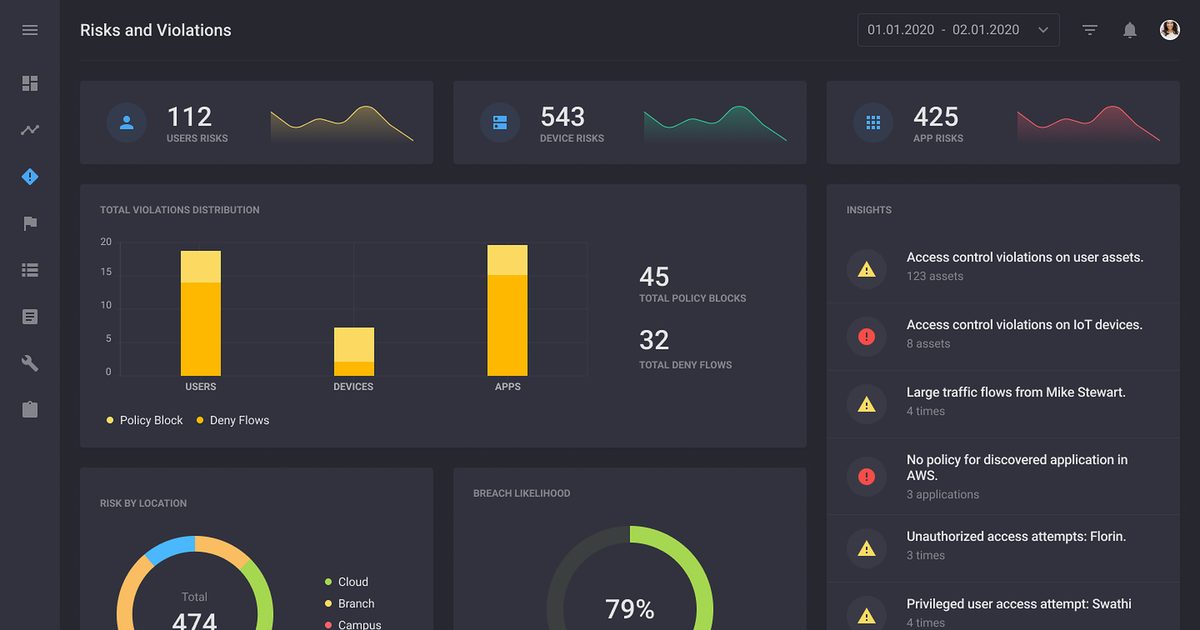 Risks and Violations
01.01.2020 - 02.01.2020
112
USERS RISKS
543
DEVICE RISKS
425
APP RISKS
TOTAL VIOLATIONS DISTRIBUTION
20
15
10
5
0
USERS
DEVICES
APPS
Policy Block
Deny Flows
45
TOTAL POLICY BLOCKS
32
TOTAL DENY FLOWS
INSIGHTS
Access control violations on user assets.
123 assets
Access control violations on IoT devices.
8 assets
Large traffic flows from Mike Stewart.
4 times
No policy for discovered application in
AWS.
3 applications
Unauthorized access attempts: Florin.
3 times
Privileged user access attempt: Swathi
4 times
RISK BY LOCATION
Total
474
Cloud
Branch
Campus
BREACH LIKELIHOOD
79%